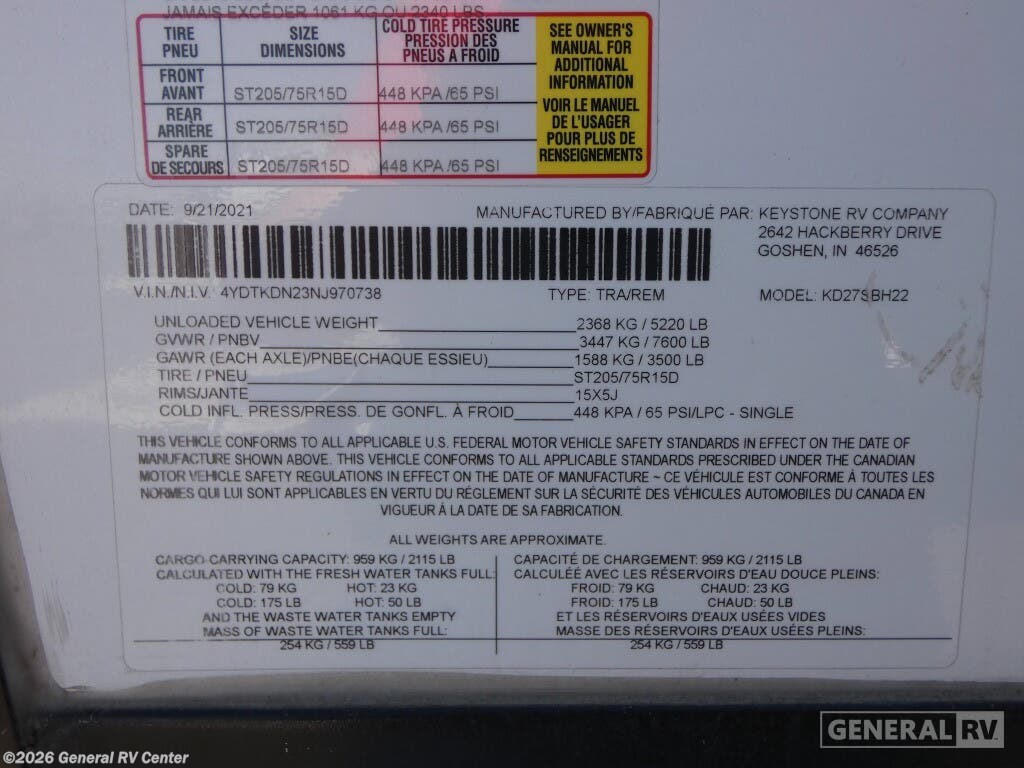 JAMAIS EXCÉDER 1061 KG OU 2340 LBS
TIRE PNEU SIZE DIMENSIONS COLD TIRE PRESSURE PRESSION DES PNEUS A FROID
FRONT AVANT ST205/75R15D 448 KPA /65 PSI
REAR ARRIÈRE ST205/75R15D 448 KPA /65 PSI
SPARE DE SECOURS ST205/75R15D 448 KPA /65 PSI
SEE OWNER'S
MANUAL FOR
ADDITIONAL
INFORMATION
VOIR LE MANUEL
DE L'USAGER
POUR PLUS DE
RENSEIGNEMENTS
DATE: 9/21/2021 MANUFACTURED BY/FABRIQUÉ PAR: KEYSTONE RV COMPANY
2642 HACKBERRY DRIVE
GOSHEN, IN 46526
V.I.N./N.I.V. 4YDTKDN23NJ970738 TYPE: TRA/REM MODEL: KD27SBH22
UNLOADED VEHICLE WEIGHT 2368 KG / 5220 LB
GVWR / PNBV 3447 KG / 7600 LB
GAWR (EACH AXLE)/PNBE(CHAQUE ESSIEU) 1588 KG / 3500 LB
TIRE / PNEU ST205/75R15D
RIMS/JANTE 15X5J
COLD INFL. PRESS/PRESS. DE GONFL. À FROID 448 KPA / 65 PSI/LPC - SINGLE
THIS VEHICLE CONFORMS TO ALL APPLICABLE U.S. FEDERAL MOTOR VEHICLE SAFETY STANDARDS IN EFFECT ON THE DATE OF
MANUFACTURE SHOWN ABOVE. THIS VEHICLE CONFORMS TO ALL APPLICABLE STANDARDS PRESCRIBED UNDER THE CANADIAN
MOTOR VEHICLE SAFETY REGULATIONS IN EFFECT ON THE DATE OF MANUFACTURE ~ CE VÉHICULE EST CONFORME À TOUTES LES
NORMES QUI LUI SONT APPLICABLES EN VERTU DU RÉGLEMENT SUR LA SÉCURITÉ DES VÉHICULES AUTOMOBILES DU CANADA EN
VIGUEUR À LA DATE DE SA FABRICATION.
ALL WEIGHTS ARE APPROXIMATE.
CARGO CARRYING CAPACITY: 959 KG / 2115 LB
CALCULATED WITH THE FRESH WATER TANKS FULL:
COLD: 79 KG HOT: 23 KG
COLD: 175 LB HOT: 50 LB
AND THE WASTE WATER TANKS EMPTY
MASS OF WASTE WATER TANKS FULL:
254 KG / 559 LB
CAPACITÉ DE CHARGEMENT: 959 KG / 2115 LB
CALCULÉE AVEC LES RÉSERVOIRS D'EAU DOUCE PLEINS:
FROID: 79 KG CHAUD: 23 KG
FROID: 175 LB CHAUD: 50 LB
ET LES RÉSERVOIRS D'EAUX USÉES VIDES
MASSE DES RÉSERVOIRS D'EAUX USÉES PLEINS:
254 KG / 559 LB
GENERAL RV
©2026 General RV Center